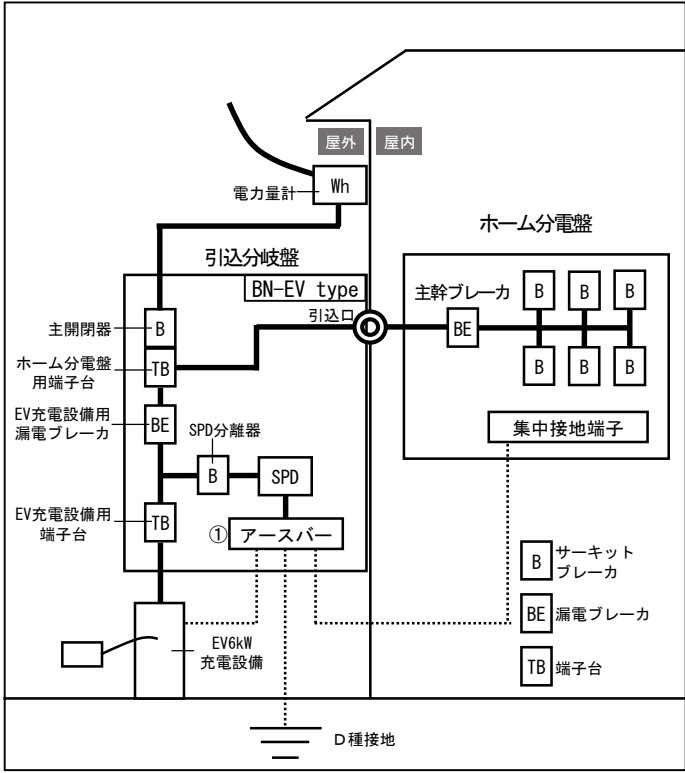 屋外
屋内
Wh
電力量計
ホーム分電盤
引込分岐盤
BN-EV type
主幹ブレーカ
B
B
B
引込口
主開閉器
B
BE
ホーム分電盤
用端子台
TB
B
B
B
EV充電設備用
漏電ブレーカ
BE
SPD分離器
集中接地端子
B
SPD
EV充電設備用
端子台
TB
① アースバー
B
サーキット
ブレーカ
BE 漏電ブレーカ
EV6kW
充電設備
TB 端子台
D種接地